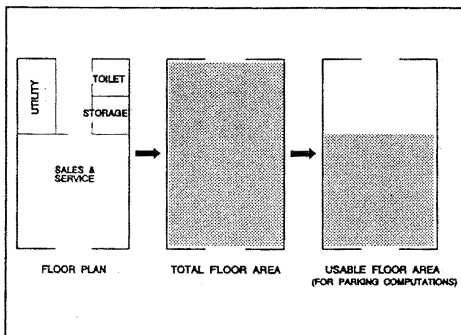 UTILITY
TOILET
STORAGE
SALES &
SERVICE
FLOOR PLAN
TOTAL FLOOR AREA
USABLE FLOOR AREA
(FOR PARKING COMPUTATIONS)